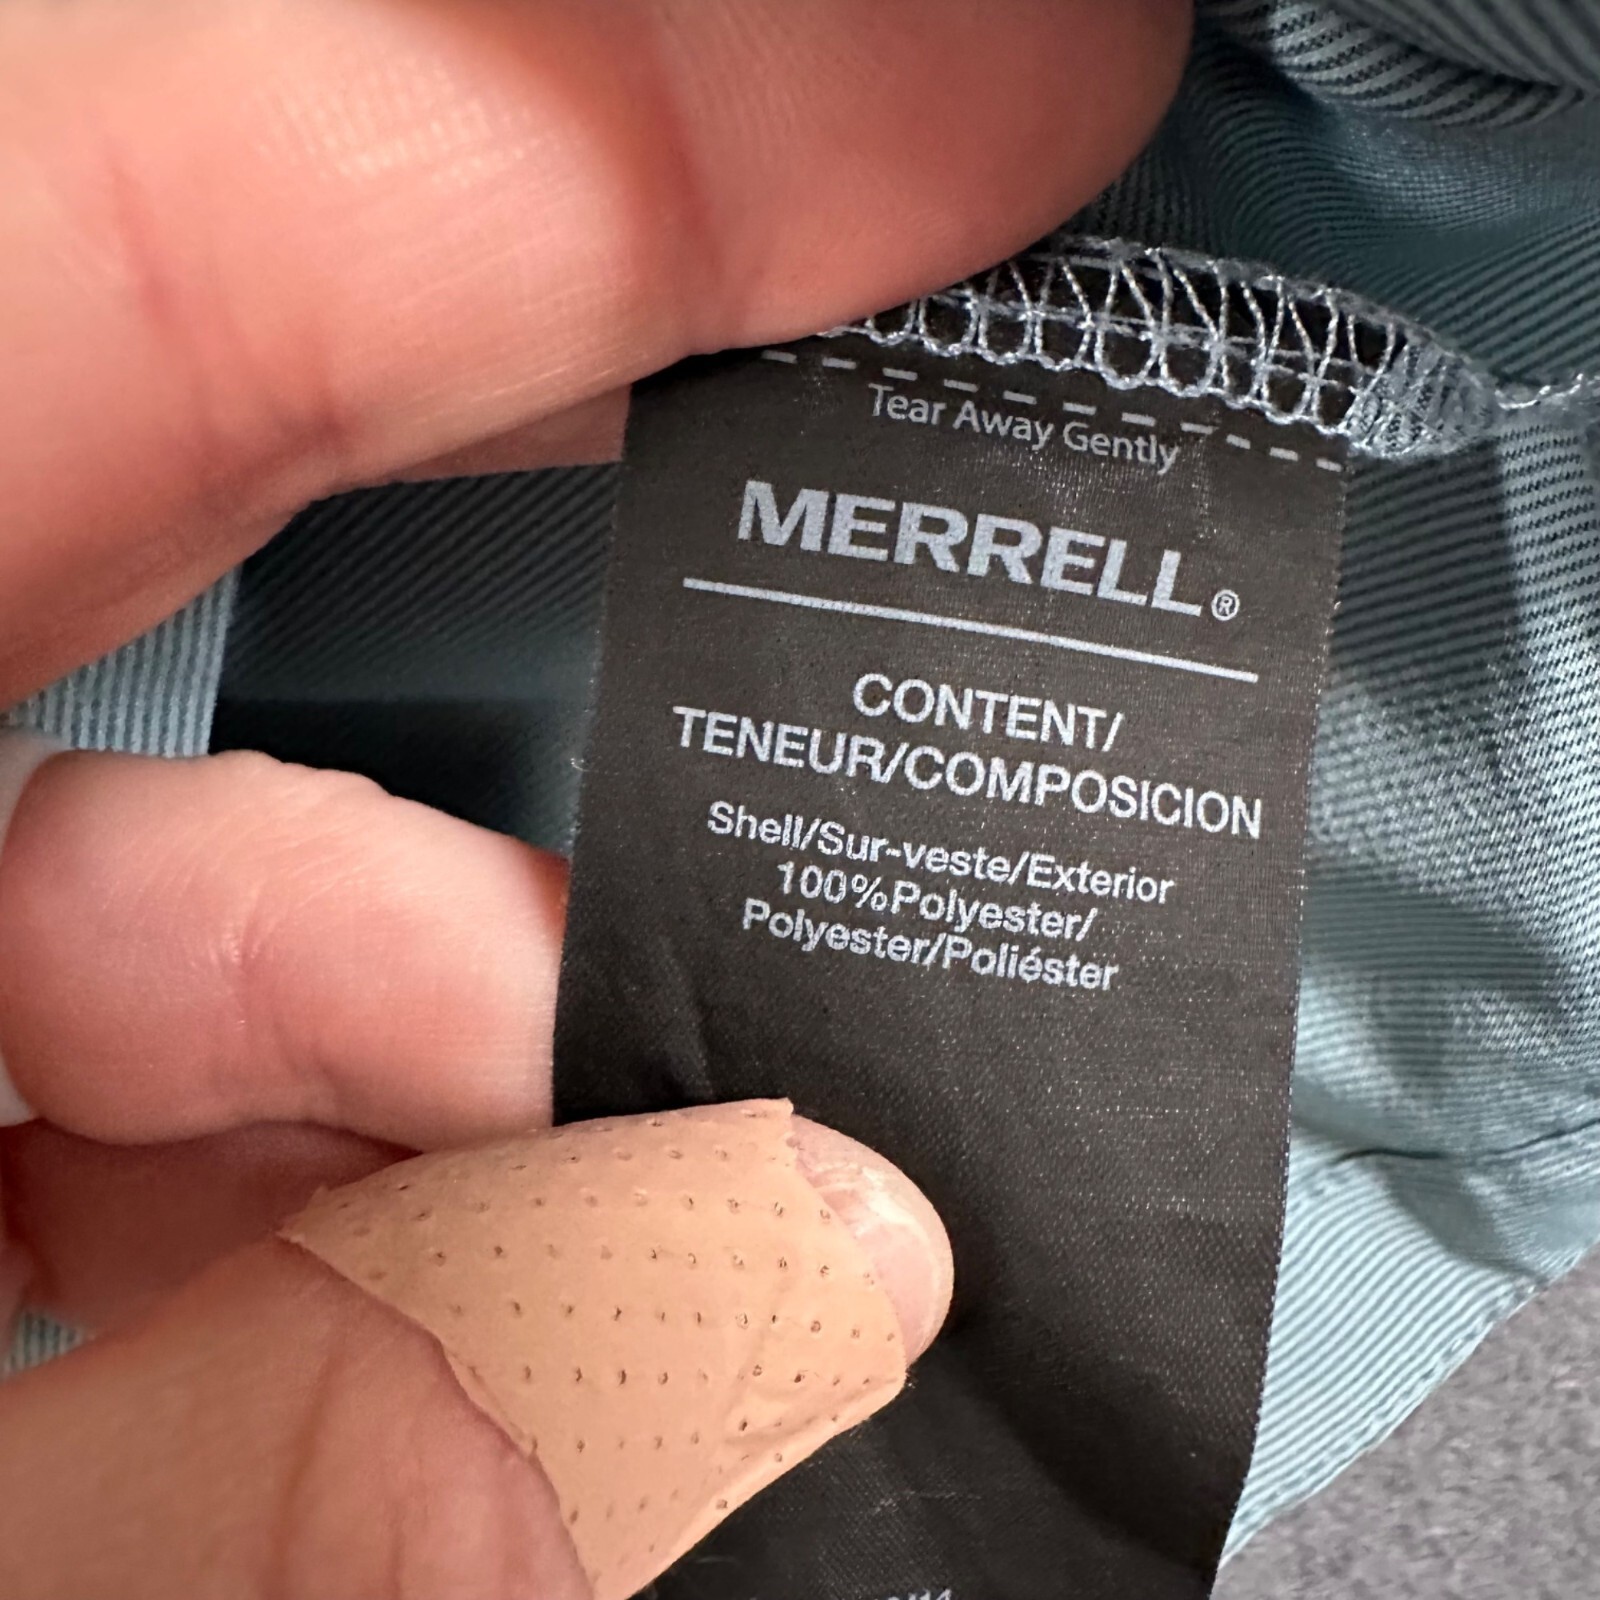 Tear Away Gently
MERRELL®
CONTENT/
TENEUR/COMPOSICION
Shell/Sur-veste/Exterior
100%Polyester/
Polyester/Poliéster